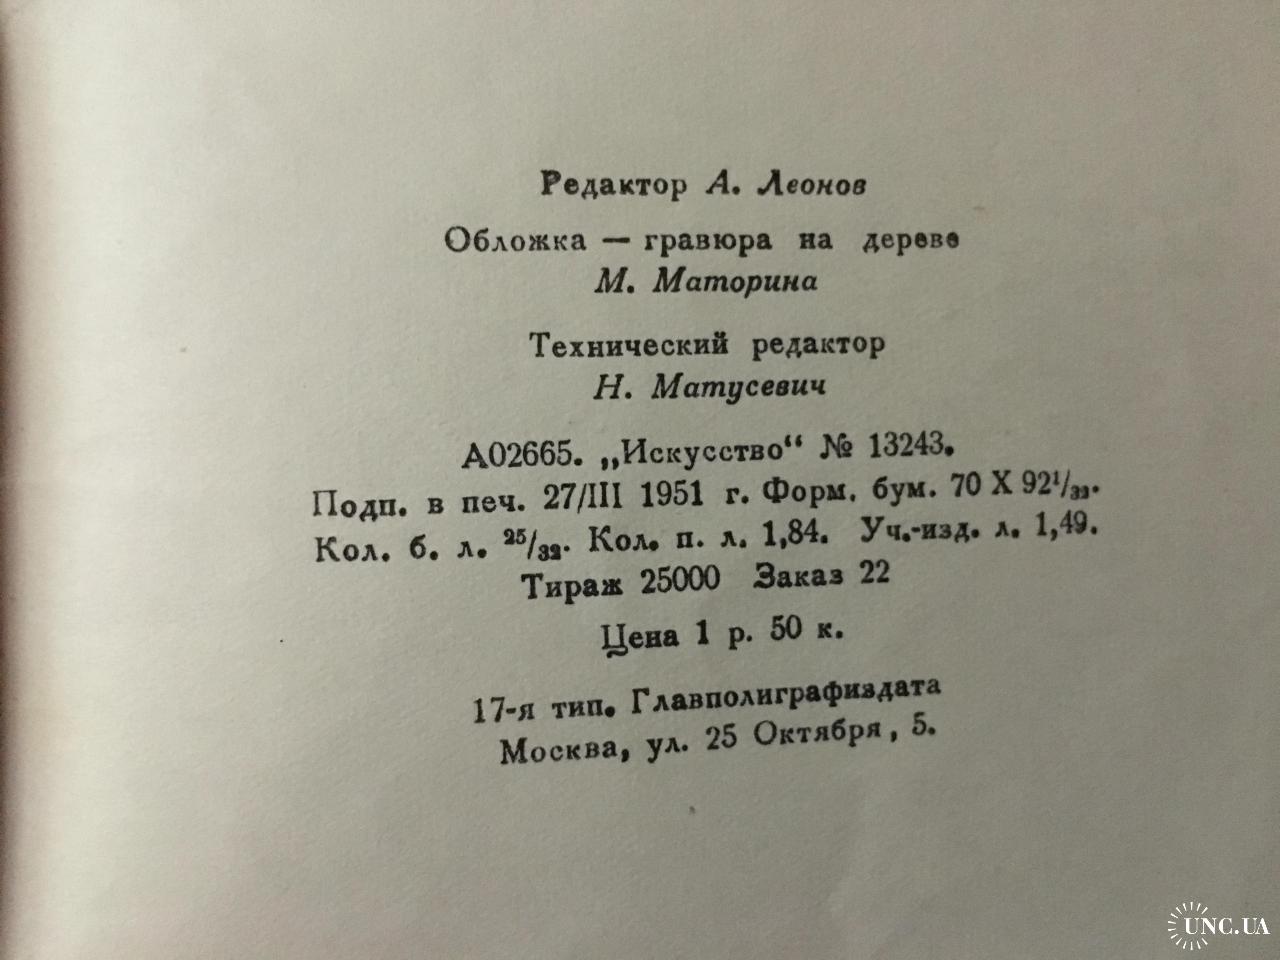 Редактор А. Леонов
Обложка — гравюра на дереве
М. Маторина
Технический редактор
Н. Матусевич
А02665. „Искусство“ № 13243.
Подп. в печ. 27/III 1951 г. Форм. бум. 70 X 92¹/₃₂.
Кол. б. л. ²⁵/₃₂. Кол. п. л. 1,84. Уч.-изд. л. 1,49.
Тираж 25000 Заказ 22
Цена 1 р. 50 к.
17-я тип. Главполиграфиздата
Москва, ул. 25 Октября, 5.
UNC.UA